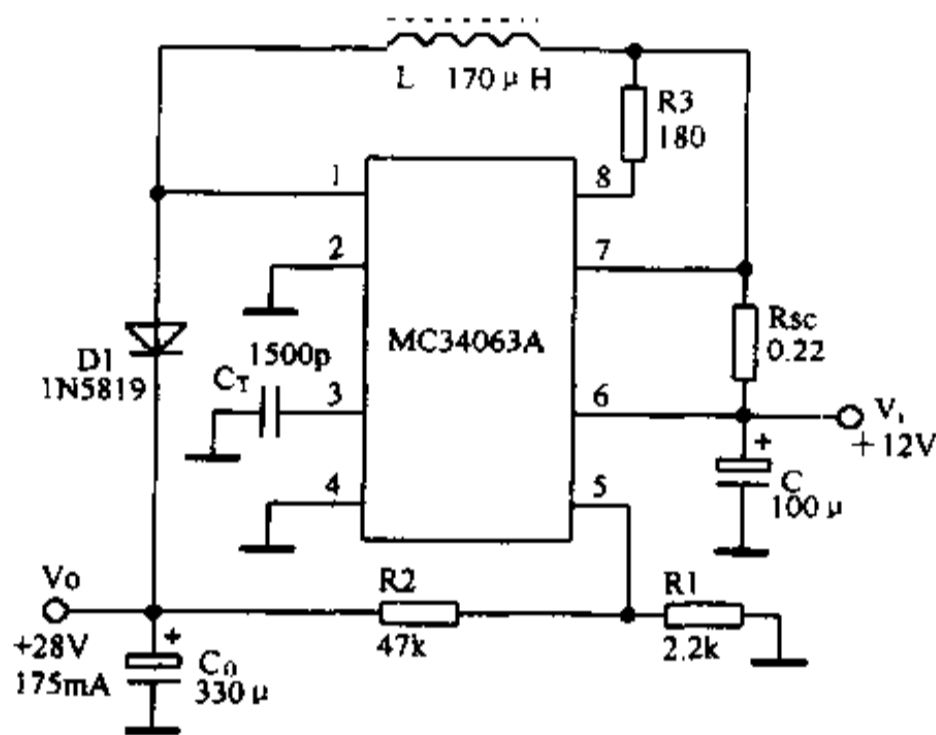 L 170 μ H
R3
180
1
8
2
7
MC34063A
Rsc
0.22
D1
1N5819
1500p
CT
3
6
Vi
+12V
4
5
C
100 μ
Vo
R2
R1
+28V
175mA
C0
330 μ
47k
2.2k
+
+